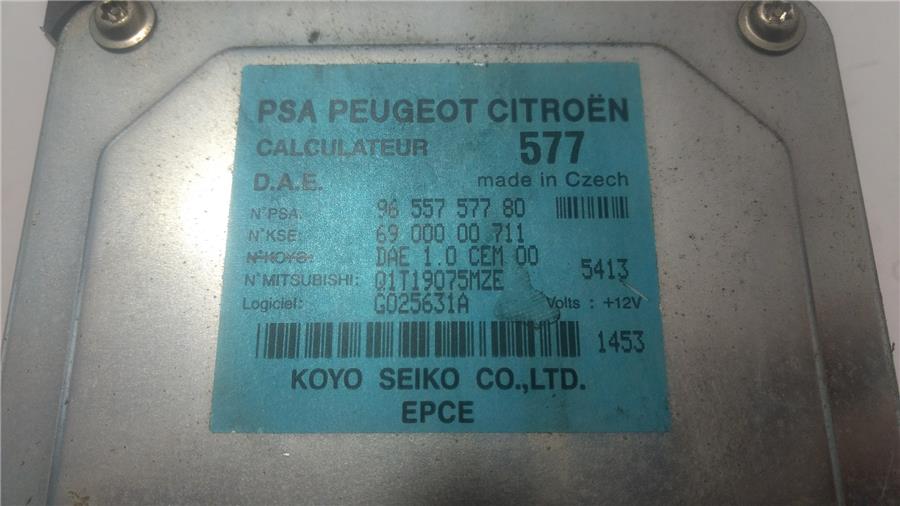 PSA PEUGEOT CITROËN
CALCULATEUR 577
D.A.E. made in Czech
N°PSA: 96 557 577 80
N°KSE: 69 000 00 711
N°KOYO: DAE 1.0 CEM 00
5413
N°MITSUBISHI: Q1T19075MZE
Logiciel: G025631A Volts : +12V
1453
KOYO SEIKO CO.,LTD.
EPCE